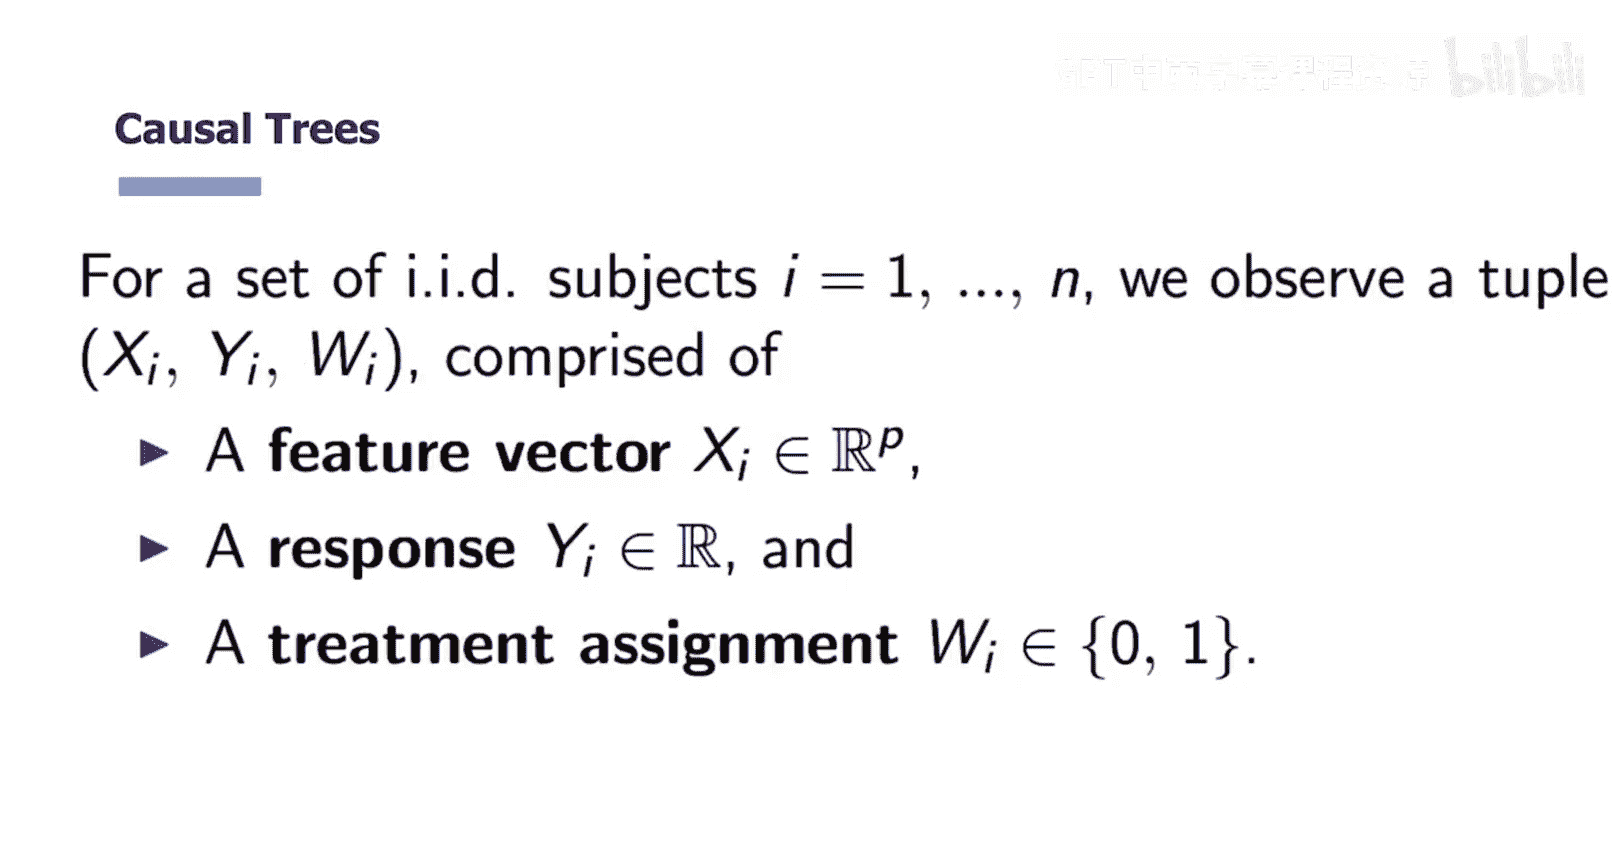 bilibili
Causal Trees
For a set of i.i.d. subjects i = 1, ..., n, we observe a tuple
(Xᵢ, Yᵢ, Wᵢ), comprised of
▶ A feature vector Xᵢ ∈ ℝᵖ,
▶ A response Yᵢ ∈ ℝ, and
▶ A treatment assignment Wᵢ ∈ {0, 1}.